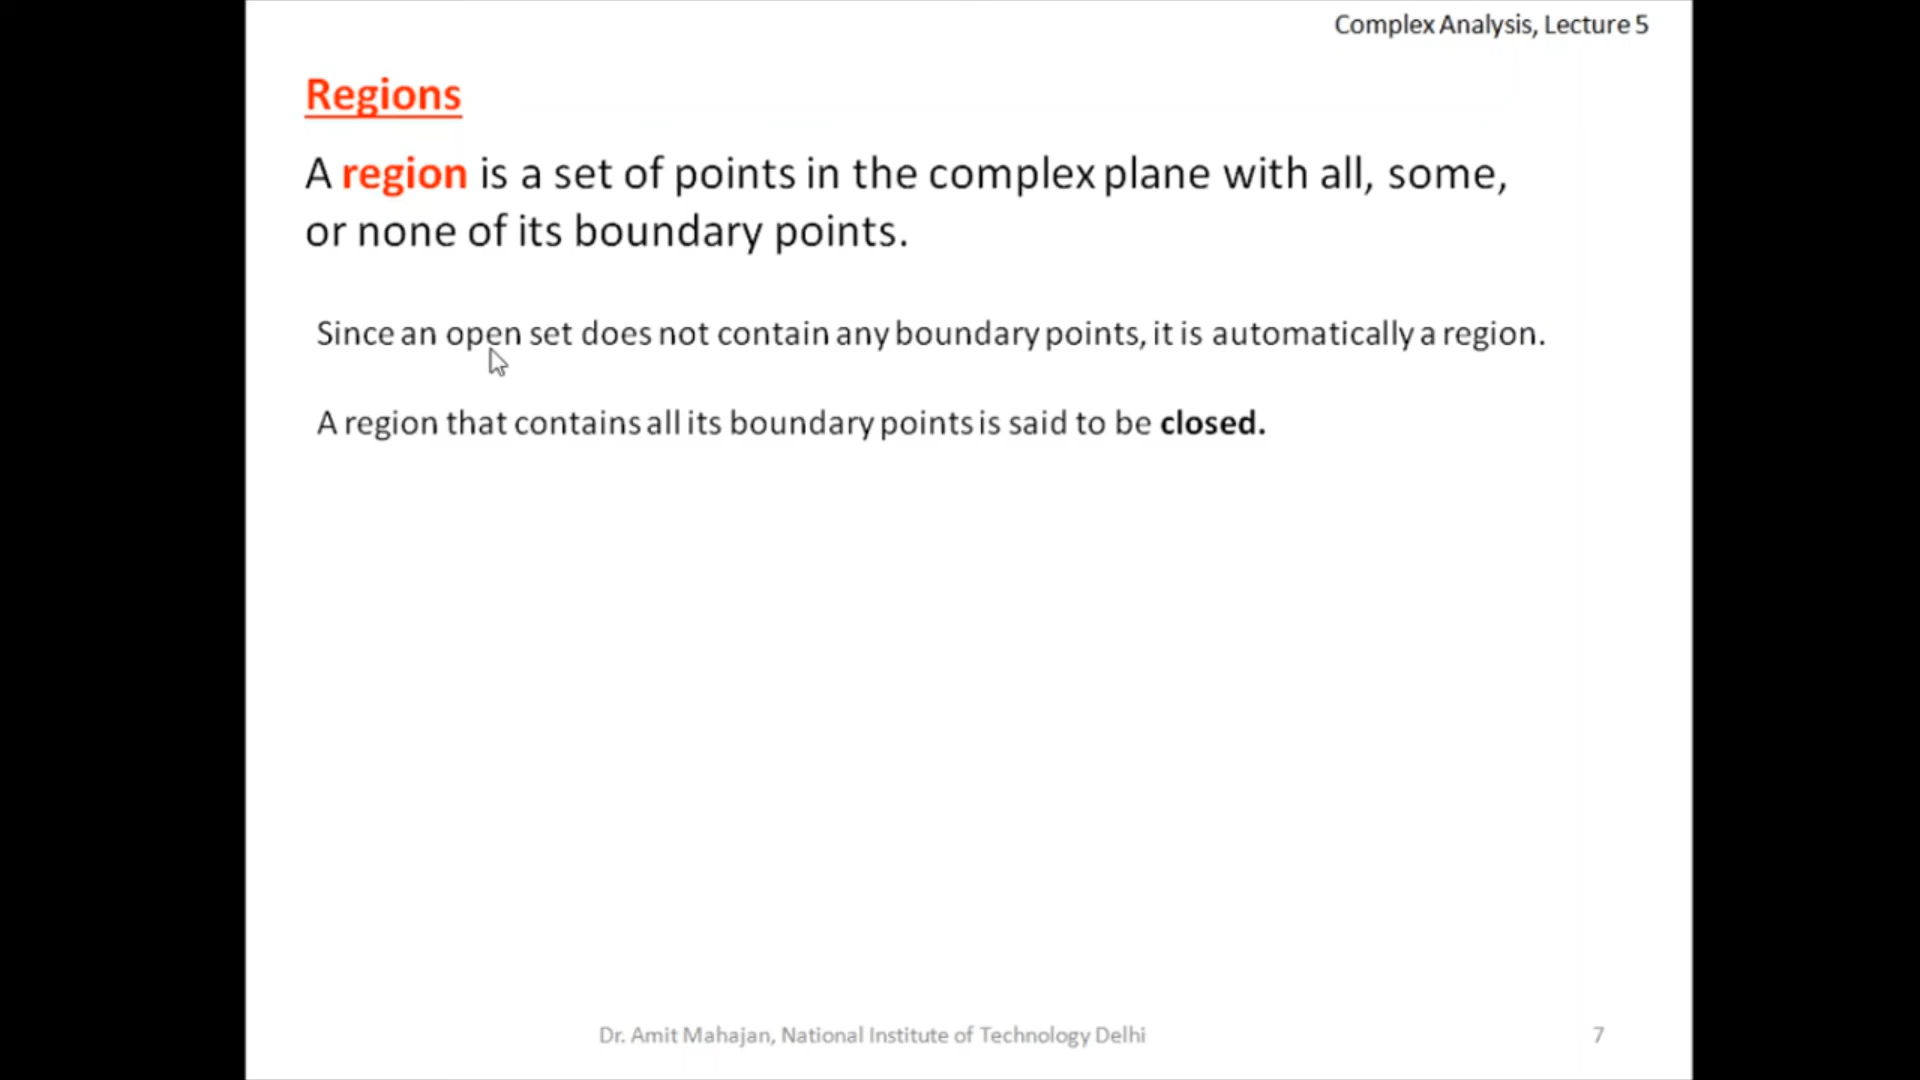 Complex Analysis, Lecture 5
Regions
A region is a set of points in the complex plane with all, some,
or none of its boundary points.
Since an open set does not contain any boundary points, it is automatically a region.
A region that contains all its boundary points is said to be closed.
Dr. Amit Mahajan, National Institute of Technology Delhi
7